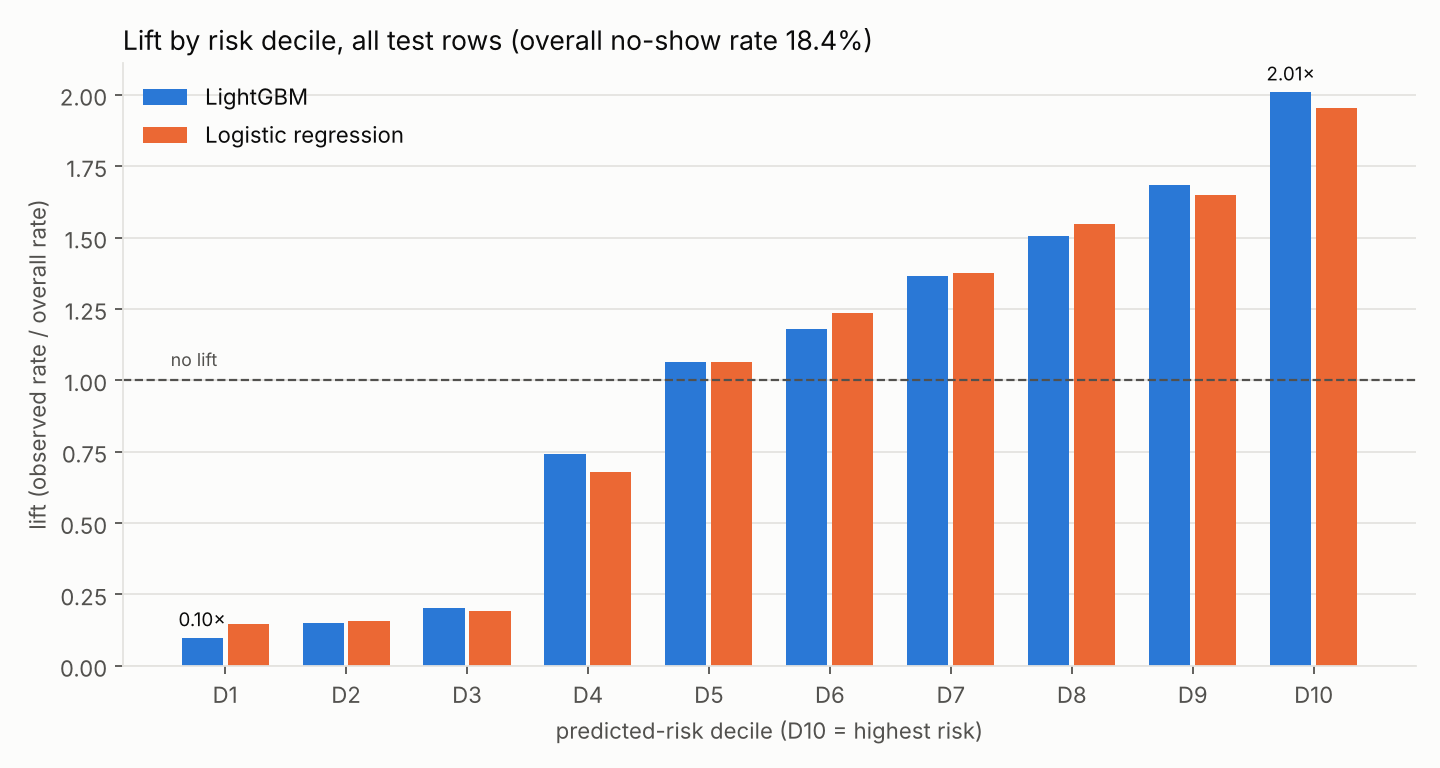 Lift by risk decile, all test rows (overall no-show rate 18.4%)
LightGBM
Logistic regression
lift (observed rate / overall rate)
2.00
1.75
1.50
1.25
1.00
0.75
0.50
0.25
0.00
no lift
0.10×
2.01×
D1 D2 D3 D4 D5 D6 D7 D8 D9 D10
predicted-risk decile (D10 = highest risk)